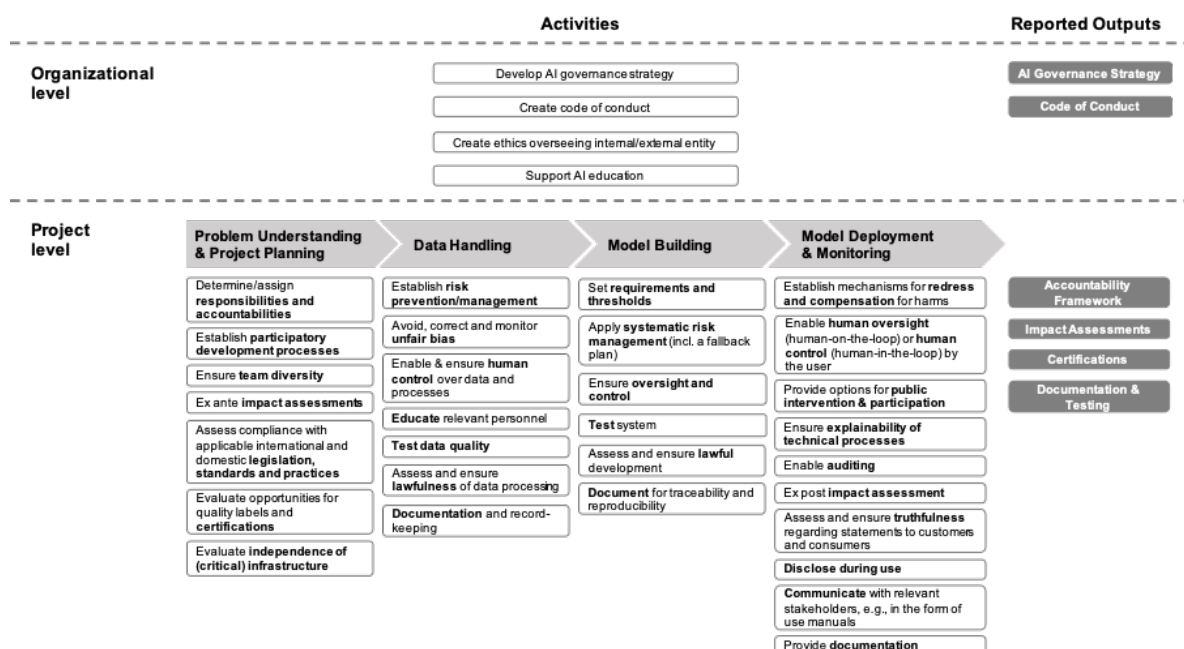 Activities
Reported Outputs
Organizational
level
Develop AI governance strategy
Create code of conduct
Create ethics overseeing internal/external entity
Support AI education
AI Governance Strategy
Code of Conduct
Project
level
Problem Understanding
& Project Planning
Determine/assign
responsibilities and
accountabilities
Establish participatory
development processes
Ensure team diversity
Ex ante impact assessments
Assess compliance with
applicable international and
domestic legislation,
standards and practices
Evaluate opportunities for
quality labels and
certifications
Evaluate independence of
(critical) infrastructure
Data Handling
Establish risk
prevention/management
Avoid, correct and monitor
unfair bias
Enable & ensure human
control over data and
processes
Educate relevant personnel
Test data quality
Assess and ensure
lawfulness of data processing
Documentation and record-
keeping
Model Building
Set requirements and
thresholds
Apply systematic risk
management (incl. a fallback
plan)
Ensure oversight and
control
Test system
Assess and ensure lawful
development
Document for traceability and
reproducibility
Model Deployment
& Monitoring
Establish mechanisms for redress
and compensation for harms
Enable human oversight
(human-on-the-loop) or human
control (human-in-the-loop) by
the user
Provide options for public
intervention & participation
Ensure explainability of
technical processes
Enable auditing
Ex post impact assessment
Assess and ensure truthfulness
regarding statements to customers
and consumers
Disclose during use
Communicate with relevant
stakeholders, e.g., in the form of
use manuals
Provide documentation
Accountability
Framework
Impact Assessments
Certifications
Documentation &
Testing